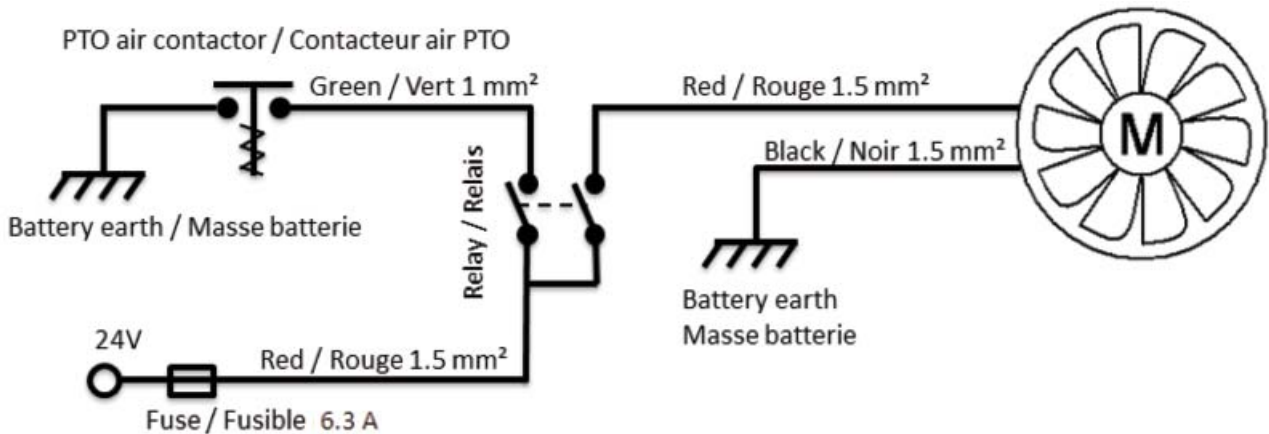 PTO air contactor / Contacteur air PTO
Green / Vert 1 mm²
Red / Rouge 1.5 mm²
Black / Noir 1.5 mm²
M
Relay / Relais
Battery earth / Masse batterie
Battery earth
Masse batterie
24V
Red / Rouge 1.5 mm²
Fuse / Fusible 6.3 A